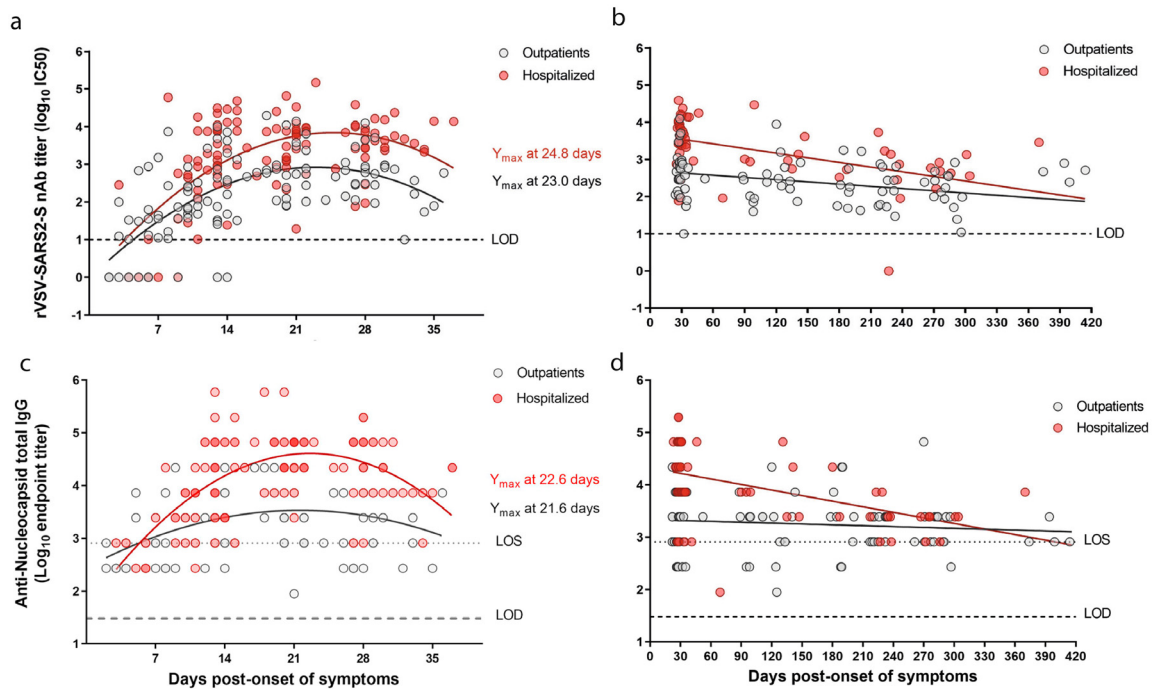 a
rVSV-SARS2-S nAb titer (log10 IC50)
6
5
4
3
2
1
0
-1
7
14
21
28
35
Outpatients
Hospitalized
Ymax at 24.8 days
Ymax at 23.0 days
LOD
b
6
5
4
3
2
1
0
-1
0 30 60 90 120 150 180 210 240 270 300 330 360 390 420
Outpatients
Hospitalized
LOD
c
Anti-Nucleocapsid total IgG
(Log10 endpoint titer)
6
5
4
3
2
1
7
14
21
28
35
Days post-onset of symptoms
Outpatients
Hospitalized
Ymax at 22.6 days
Ymax at 21.6 days
LOS
LOD
d
6
5
4
3
2
1
0 30 60 90 120 150 180 210 240 270 300 330 360 390 420
Days post-onset of symptoms
Outpatients
Hospitalized
LOS
LOD